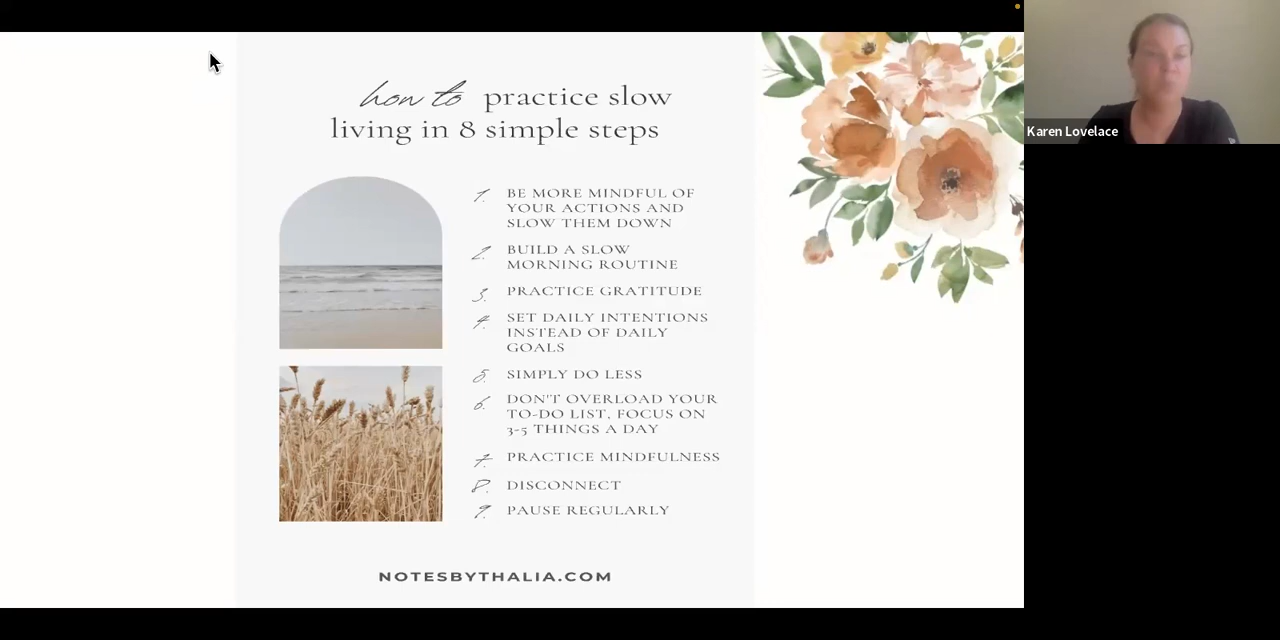 how to practice slow
living in 8 simple steps
1. BE MORE MINDFUL OF
YOUR ACTIONS AND
SLOW THEM DOWN
2. BUILD A SLOW
MORNING ROUTINE
3. PRACTICE GRATITUDE
4. SET DAILY INTENTIONS
INSTEAD OF DAILY
GOALS
5. SIMPLY DO LESS
6. DON'T OVERLOAD YOUR
TO-DO LIST, FOCUS ON
3-5 THINGS A DAY
7. PRACTICE MINDFULNESS
8. DISCONNECT
9. PAUSE REGULARLY
NOTESBYTHALIA.COM
Karen Lovelace